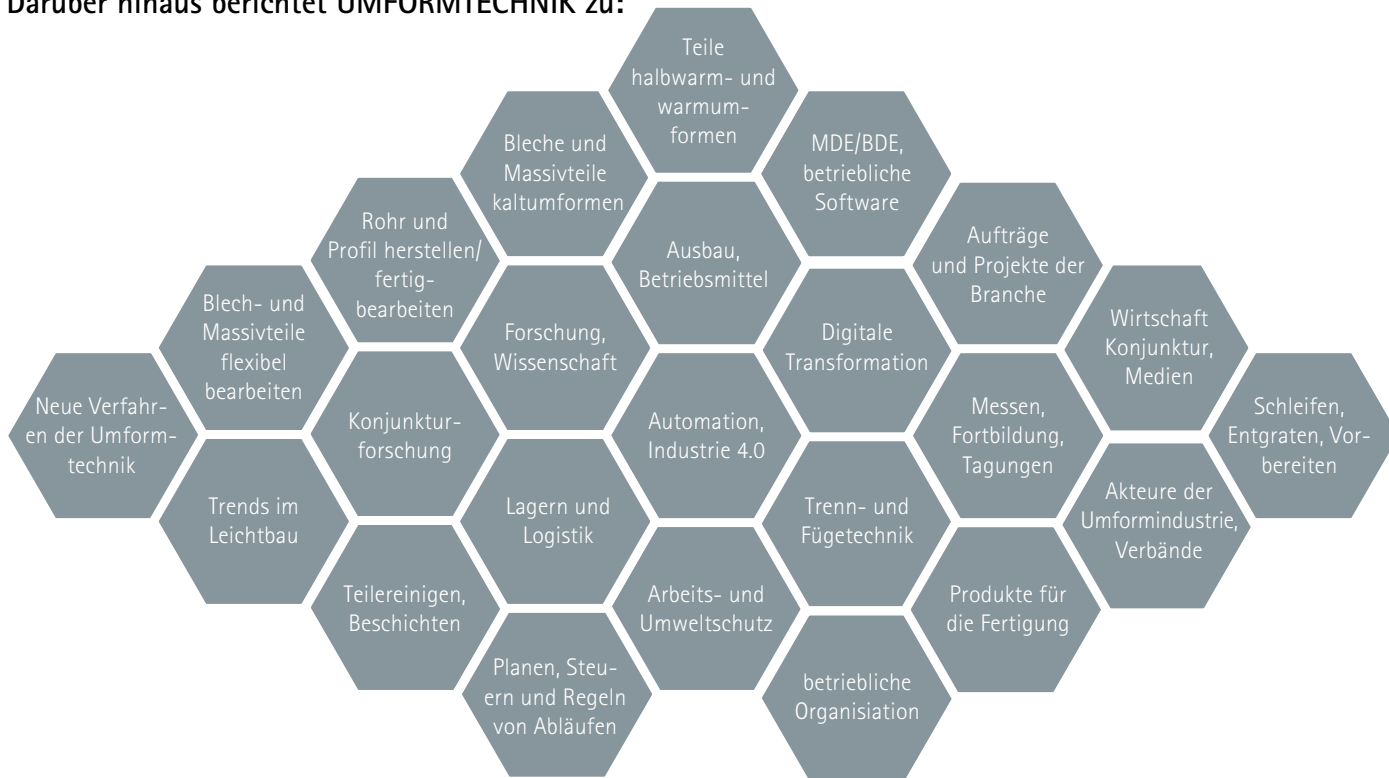 Darüber hinaus berichtet UMFORMTECHNIK zu:
Teile
halbwarm- und
warmum-
formen
Bleche und
Massivteile
kaltumformen
MDE/BDE,
betriebliche
Software
Rohr und
Profil herstellen/
fertig-
bearbeiten
Ausbau,
Betriebsmittel
Aufträge
und Projekte der
Branche
Blech- und
Massivteile
flexibel
bearbeiten
Forschung,
Wissenschaft
Digitale
Transformation
Wirtschaft
Konjunktur,
Medien
Neue Verfahr-
en der Umform-
technik
Konjunktur-
forschung
Automation,
Industrie 4.0
Messen,
Fortbildung,
Tagungen
Schleifen,
Entgraten, Vor-
bereiten
Trends im
Leichtbau
Lagern und
Logistik
Trenn- und
Fügetechnik
Akteure der
Umformindustrie,
Verbände
Teilereinigen,
Beschichten
Arbeits- und
Umweltschutz
Produkte für
die Fertigung
Planen, Steu-
ern und Regeln
von Abläufen
betriebliche
Organisiation